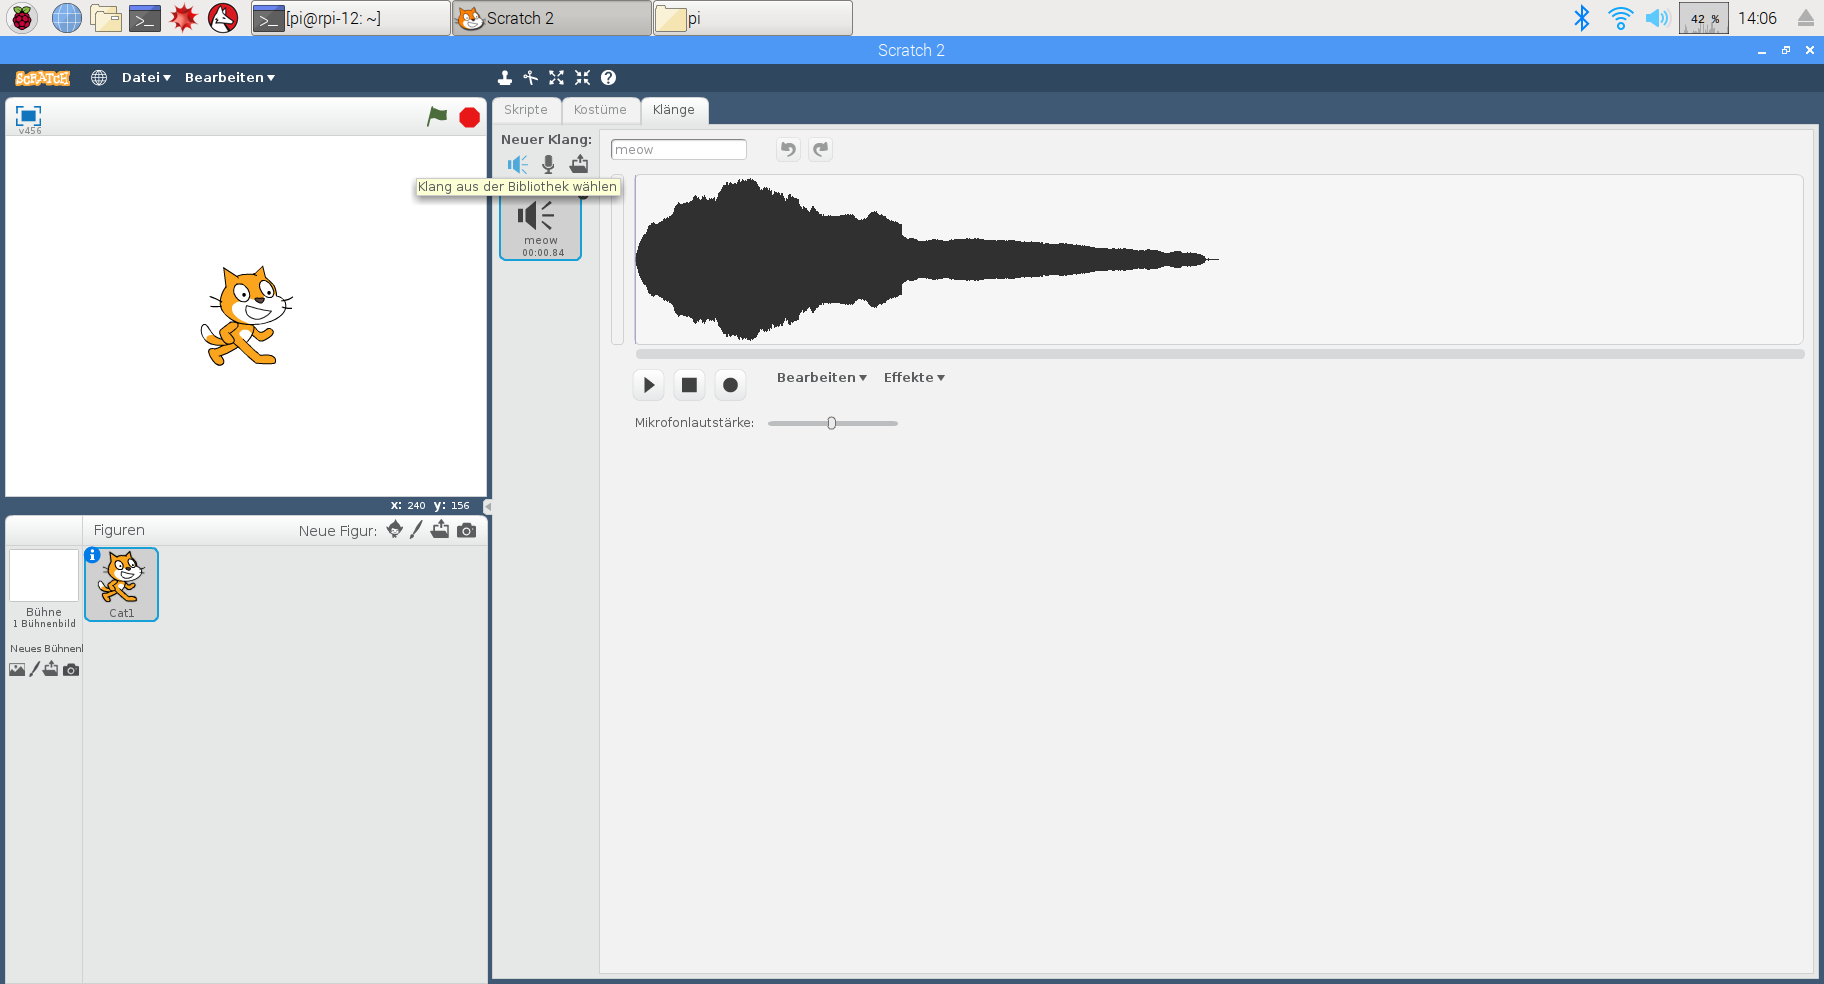 [pi@rpi-12: ~]
Scratch 2
pi
42 %
14:06
Scratch 2
SCRATCH
Datei
Bearbeiten
v456
Skripte
Kostüme
Klänge
Neuer Klang:
meow
Klang aus der Bibliothek wählen
meow
00:00.84
Bearbeiten
Effekte
Mikrofonlautstärke:
x: 240 y: 156
Figuren
Neue Figur:
Bühne
1 Bühnenbild
Neues Bühnenl
Cat1